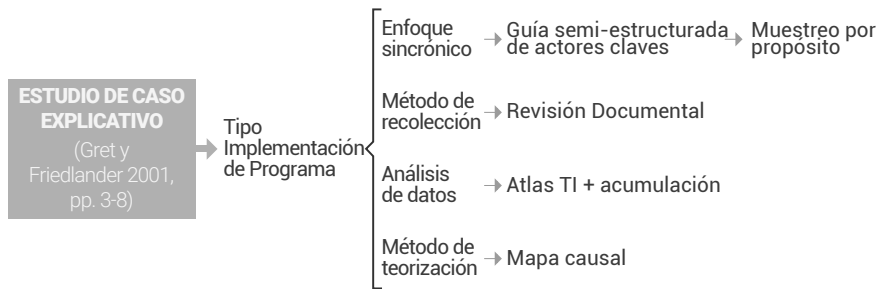 ESTUDIO DE CASO
EXPLICATIVO
(Gret y
Friedlander 2001,
pp. 3-8)
Tipo
Implementación
de Programa
Enfoque
sincrónico
Guía semi-estructurada
de actores claves
Muestreo por
propósito
Método de
recolección
Revisión Documental
Análisis
de datos
Atlas TI + acumulación
Método de
teorización
Mapa causal